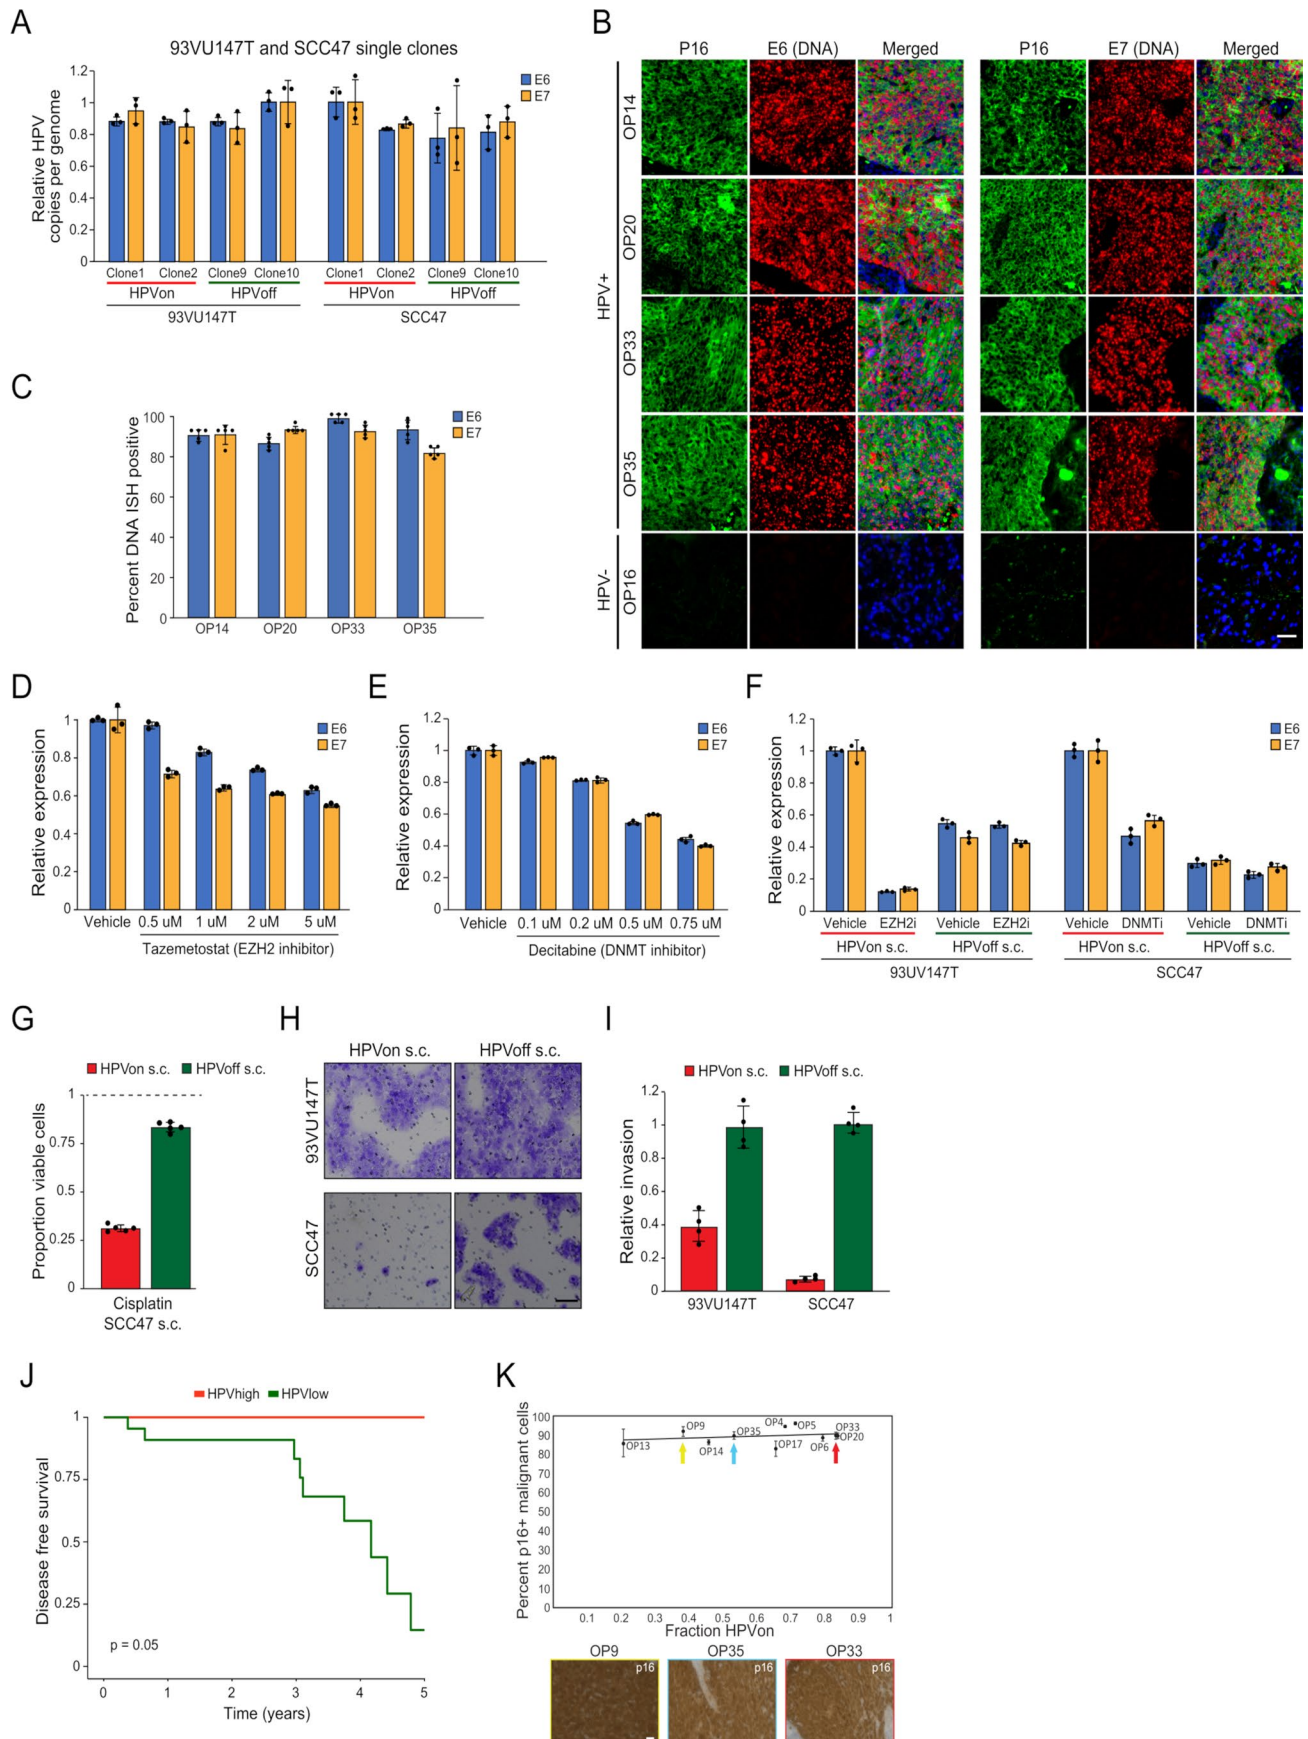 A
93VU147T and SCC47 single clones
Relative HPV
copies per genome
1.2
1
0.8
0.6
0.4
0.2
0
E6
E7
Clone1 Clone2 Clone9 Clone10 Clone1 Clone2 Clone9 Clone10
HPVon HPVoff HPVon HPVoff
93VU147T SCC47
B
P16 E6 (DNA) Merged P16 E7 (DNA) Merged
HPV+
OP14
OP20
OP33
OP35
HPV-
OP16
C
Percent DNA ISH positive
100
80
60
40
20
0
E6
E7
OP14 OP20 OP33 OP35
D
Relative expression
1
0.8
0.6
0.4
0.2
0
E6
E7
Vehicle 0.5 uM 1 uM 2 uM 5 uM
Tazemetostat (EZH2 inhibitor)
E
Relative expression
1.2
1
0.8
0.6
0.4
0.2
0
E6
E7
Vehicle 0.1 uM 0.2 uM 0.5 uM 0.75 uM
Decitabine (DNMT inhibitor)
F
Relative expression
1.2
1
0.8
0.6
0.4
0.2
0
E6
E7
Vehicle EZH2i Vehicle EZH2i Vehicle DNMTi Vehicle DNMTi
HPVon s.c. HPVoff s.c. HPVon s.c. HPVoff s.c.
93UV147T SCC47
G
HPVon s.c. HPVoff s.c.
Proportion viable cells
1
0.75
0.5
0.25
0
Cisplatin
SCC47 s.c.
H
HPVon s.c. HPVoff s.c.
93VU147T
SCC47
I
HPVon s.c. HPVoff s.c.
Relative invasion
1.2
1
0.8
0.6
0.4
0.2
0
93VU147T SCC47
J
HPVhigh HPVlow
Disease free survival
1
0.75
0.5
0.25
0
p = 0.05
0 1 2 3 4 5
Time (years)
K
Percent p16+ malignant cells
100
90
80
70
60
50
40
30
20
10
0
OP13
OP9
OP14
OP35
OP4
OP5
OP17
OP6
OP33
OP20
0.1 0.2 0.3 0.4 0.5 0.6 0.7 0.8 0.9 1
Fraction HPVon
OP9 OP35 OP33
p16 p16 p16